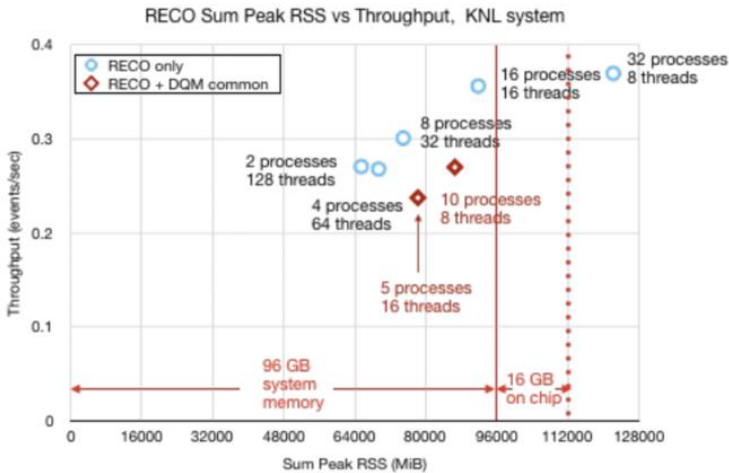 RECO Sum Peak RSS vs Throughput, KNL system
0.4
0.3
0.2
0.1
0
Throughput (events/sec)
RECO only
RECO + DQM common
32 processes
8 threads
16 processes
16 threads
8 processes
32 threads
2 processes
128 threads
4 processes
64 threads
10 processes
8 threads
5 processes
16 threads
96 GB
system
memory
16 GB
on chip
0
16000
32000
48000
64000
80000
96000
112000
128000
Sum Peak RSS (MiB)